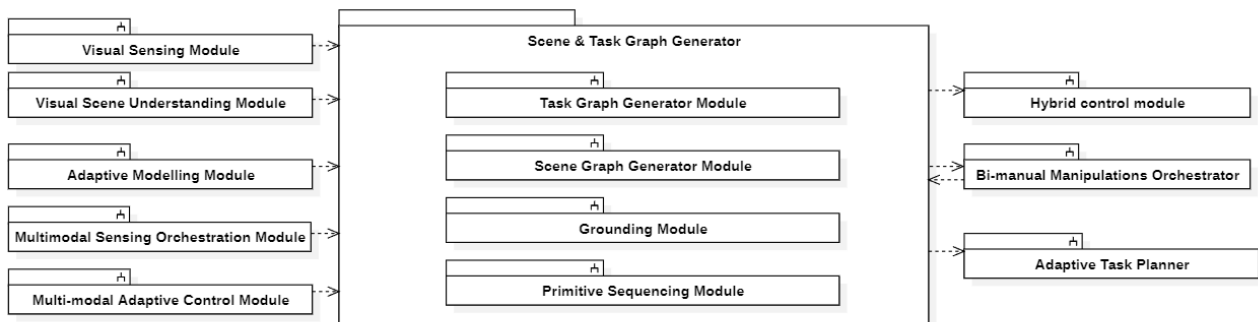 Visual Sensing Module
Visual Scene Understanding Module
Adaptive Modelling Module
Multimodal Sensing Orchestration Module
Multi-modal Adaptive Control Module
Scene & Task Graph Generator
Task Graph Generator Module
Scene Graph Generator Module
Grounding Module
Primitive Sequencing Module
Hybrid control module
Bi-manual Manipulations Orchestrator
Adaptive Task Planner